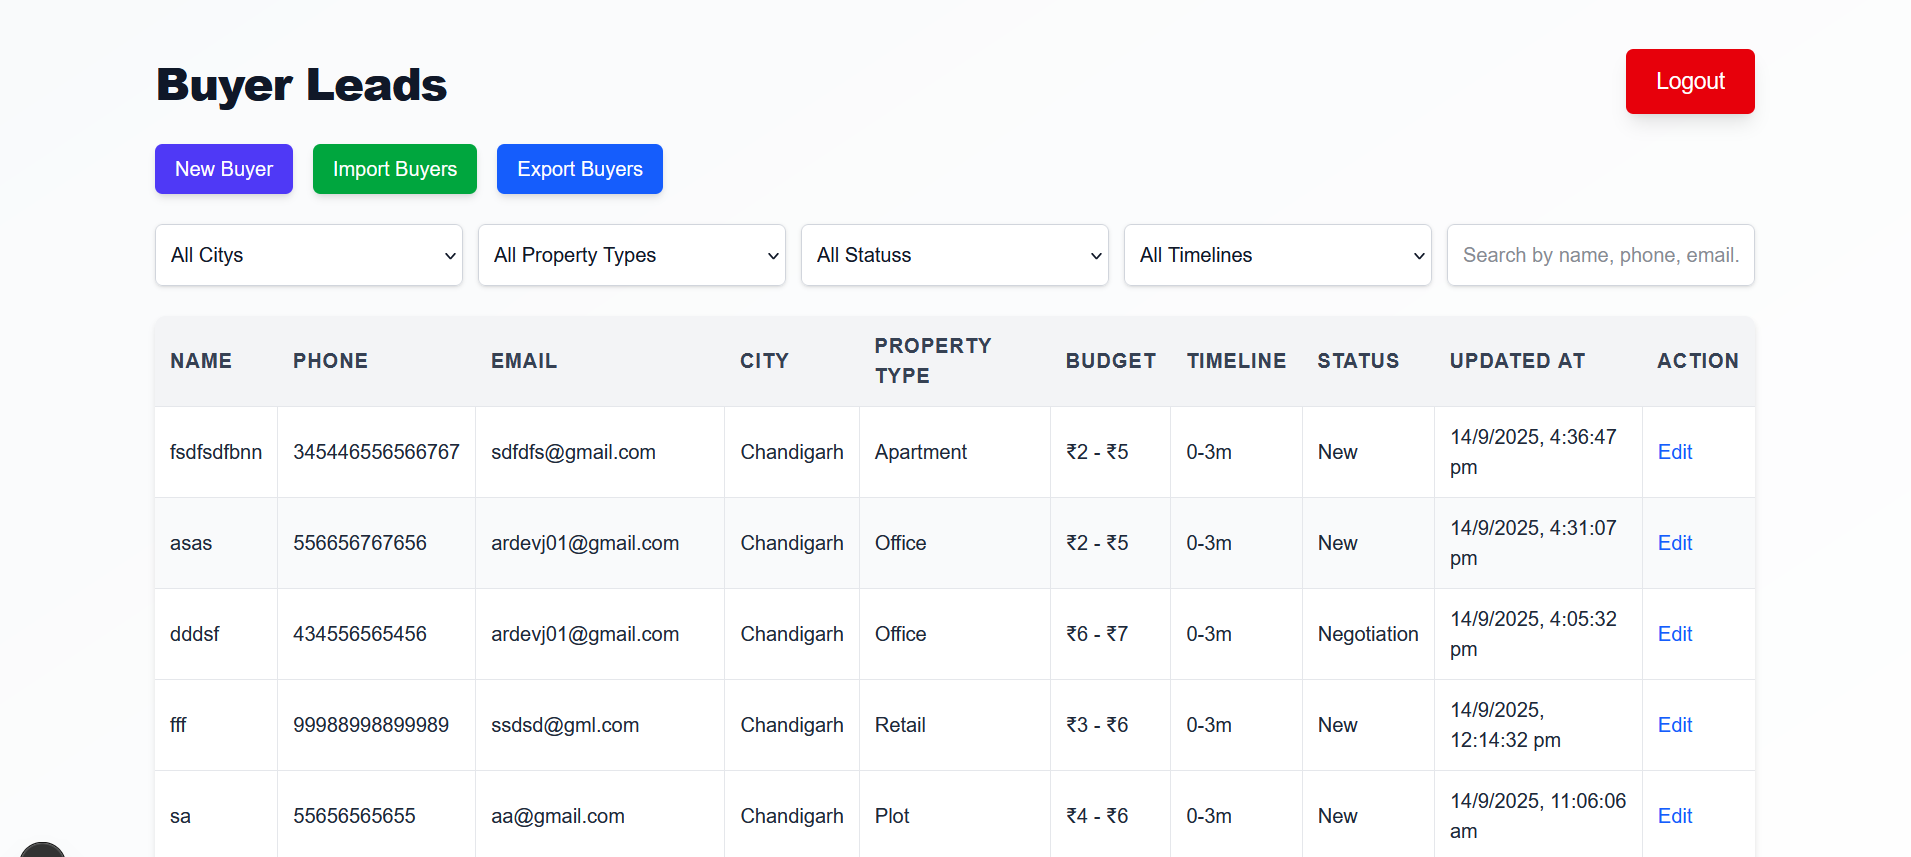 Buyer Leads
Logout
New Buyer
Import Buyers
Export Buyers
All Citys
All Property Types
All Statuss
All Timelines
Search by name, phone, email.
NAME PHONE EMAIL CITY PROPERTY TYPE BUDGET TIMELINE STATUS UPDATED AT ACTION
fsdfsdfbnn 345446556566767 sdfdfs@gmail.com Chandigarh Apartment ₹2 - ₹5 0-3m New 14/9/2025, 4:36:47 pm Edit
asas 556656767656 ardevj01@gmail.com Chandigarh Office ₹2 - ₹5 0-3m New 14/9/2025, 4:31:07 pm Edit
dddsf 434556565456 ardevj01@gmail.com Chandigarh Office ₹6 - ₹7 0-3m Negotiation 14/9/2025, 4:05:32 pm Edit
fff 99988998899989 ssdsd@gml.com Chandigarh Retail ₹3 - ₹6 0-3m New 14/9/2025, 12:14:32 pm Edit
sa 55656565655 aa@gmail.com Chandigarh Plot ₹4 - ₹6 0-3m New 14/9/2025, 11:06:06 am Edit